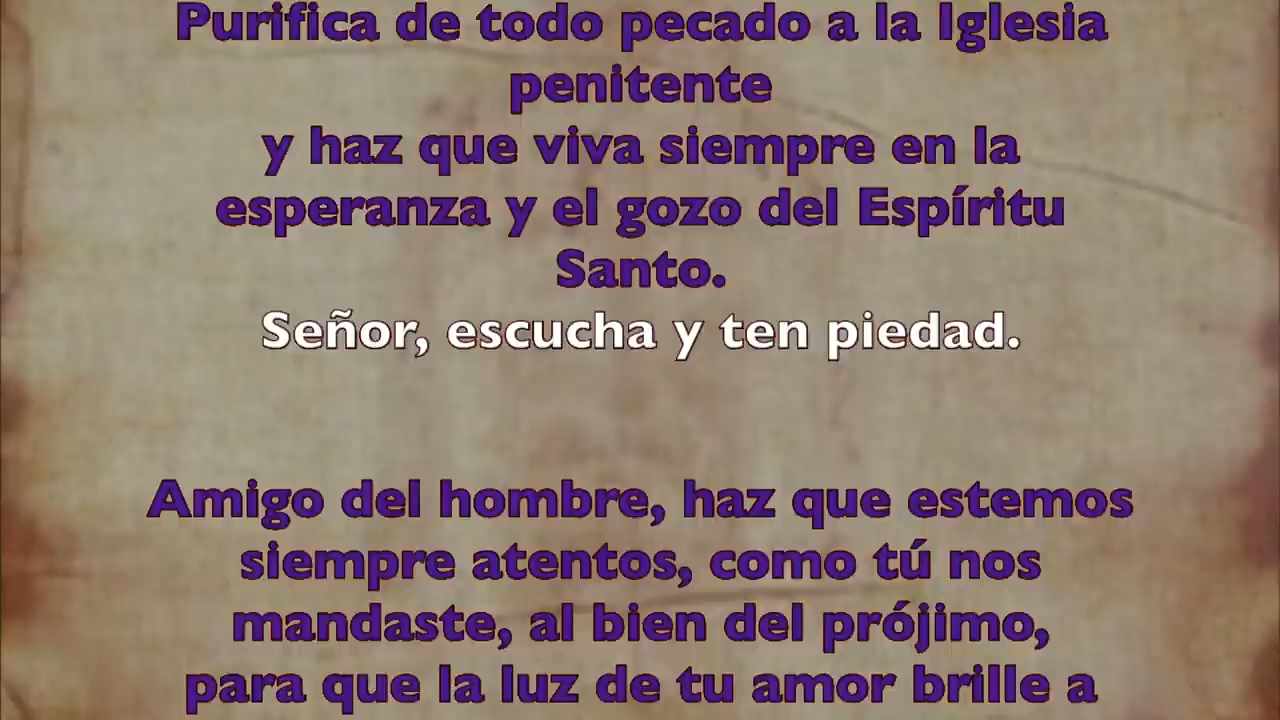 Purifica de todo pecado a la Iglesia
penitente
y haz que viva siempre en la
esperanza y el gozo del Espíritu
Santo.
Señor, escucha y ten piedad.
Amigo del hombre, haz que estemos
siempre atentos, como tú nos
mandaste, al bien del prójimo,
para que la luz de tu amor brille a